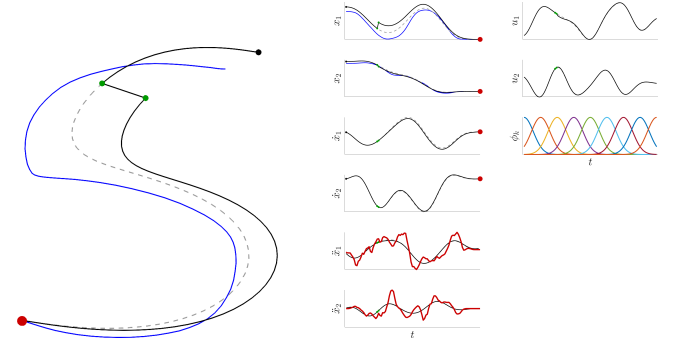 x₁
x₂
ẋ₁
ẋ₂
ẍ₁
ẍ₂
t
u₁
u₂
ϕₖ
t